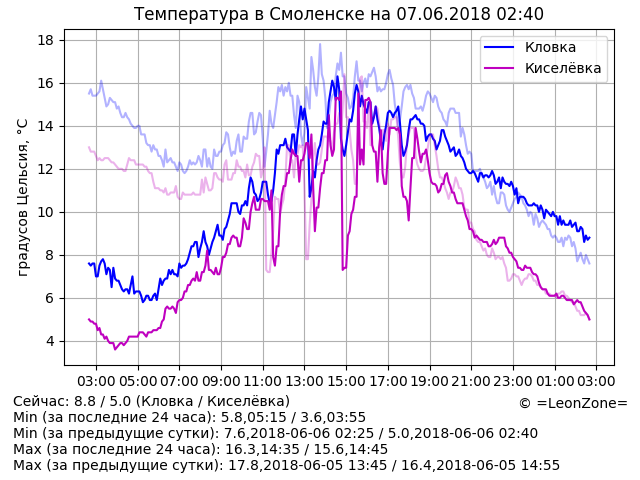 Температура в Смоленске на 07.06.2018 02:40
градусов Цельсия, °C
18
16
14
12
10
8
6
4
Кловка
Киселёвка
03:00 05:00 07:00 09:00 11:00 13:00 15:00 17:00 19:00 21:00 23:00 01:00 03:00
Сейчас: 8.8 / 5.0 (Кловка / Киселёвка)
© =LeonZone=
Min (за последние 24 часа): 5.8,05:15 / 3.6,03:55
Min (за предыдущие сутки): 7.6,2018-06-06 02:25 / 5.0,2018-06-06 02:40
Max (за последние 24 часа): 16.3,14:35 / 15.6,14:45
Max (за предыдущие сутки): 17.8,2018-06-05 13:45 / 16.4,2018-06-05 14:55